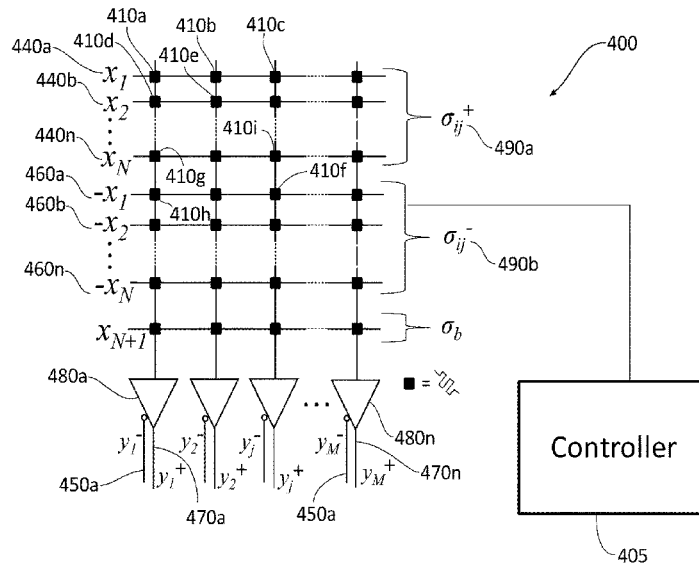 410a
410b
410c
400
440a
410d
410e
x1
440b
x2
410i
σij+
490a
440n
xN
410g
410f
460a
-x1
410h
460b
-x2
σij-
490b
460n
-xN
xN+1
σb
480a
■ =
...
480n
Controller
y1-
y2-
yj-
yM-
450a
y1+
y2+
yj+
yM+
470n
470a
450a
405